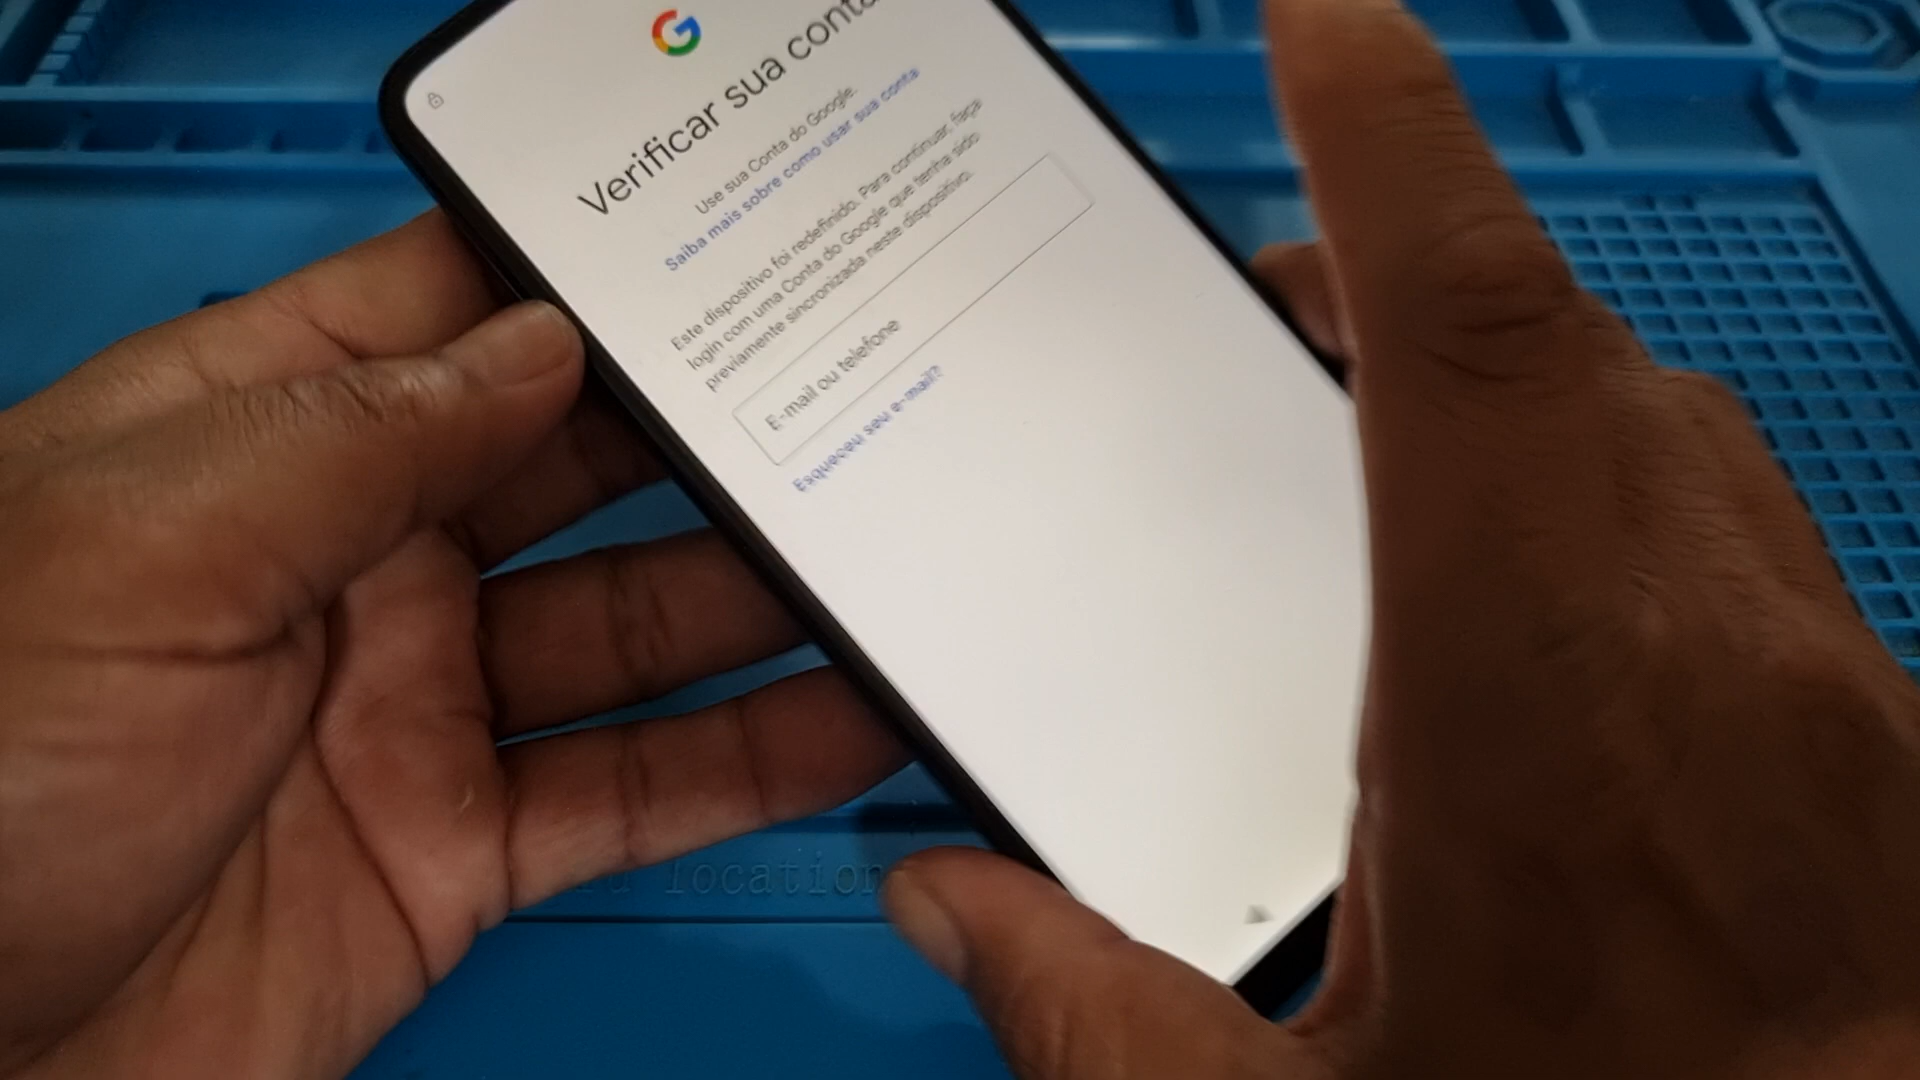 Verificar sua conta
Use sua Conta do Google.
Saiba mais sobre como usar sua conta
Este dispositivo foi redefinido. Para continuar, faça
login com uma Conta do Google que tenha sido
previamente sincronizada neste dispositivo.
E-mail ou telefone
Esqueceu seu e-mail?
location